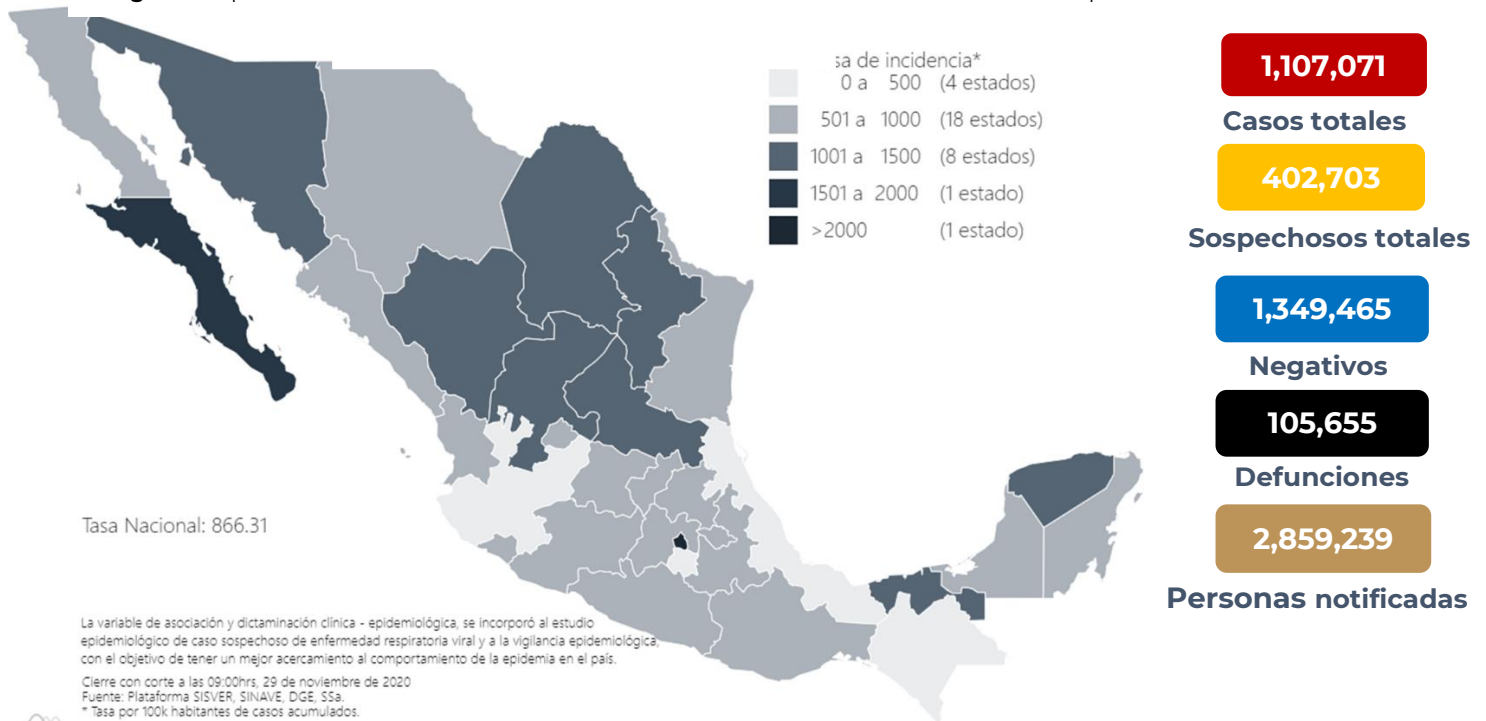 sa de incidencia*
0 a 500 (4 estados)
501 a 1000 (18 estados)
1001 a 1500 (8 estados)
1501 a 2000 (1 estado)
>2000 (1 estado)
Tasa Nacional: 866.31
La variable de asociación y dictaminación clínica - epidemiológica, se incorporó al estudio
epidemiológico de caso sospechoso de enfermedad respiratoria viral y a la vigilancia epidemiológica,
con el objetivo de tener un mejor acercamiento al comportamiento de la epidemia en el país.
Cierre con corte a las 09:00hrs, 29 de noviembre de 2020
Fuente: Plataforma SISVER, SINAVE, DGE, SSa.
* Tasa por 100k habitantes de casos acumulados.
1,107,071
Casos totales
402,703
Sospechosos totales
1,349,465
Negativos
105,655
Defunciones
2,859,239
Personas notificadas